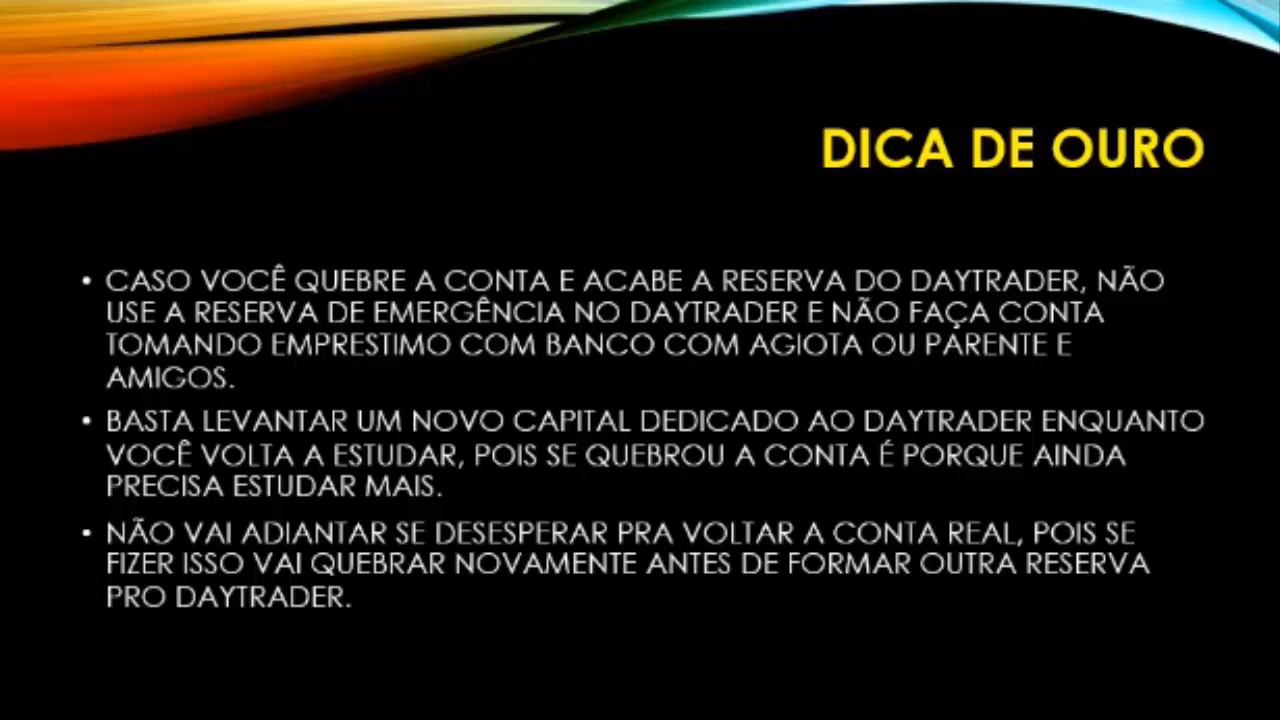 DICA DE OURO
• CASO VOCÊ QUEBRE A CONTA E ACABE A RESERVA DO DAYTRADER, NÃO
USE A RESERVA DE EMERGÊNCIA NO DAYTRADER E NÃO FAÇA CONTA
TOMANDO EMPRESTIMO COM BANCO COM AGIOTA OU PARENTE E
AMIGOS.
• BASTA LEVANTAR UM NOVO CAPITAL DEDICADO AO DAYTRADER ENQUANTO
VOCÊ VOLTA A ESTUDAR, POIS SE QUEBROU A CONTA É PORQUE AINDA
PRECISA ESTUDAR MAIS.
• NÃO VAI ADIANTAR SE DESESPERAR PRA VOLTAR A CONTA REAL, POIS SE
FIZER ISSO VAI QUEBRAR NOVAMENTE ANTES DE FORMAR OUTRA RESERVA
PRO DAYTRADER.